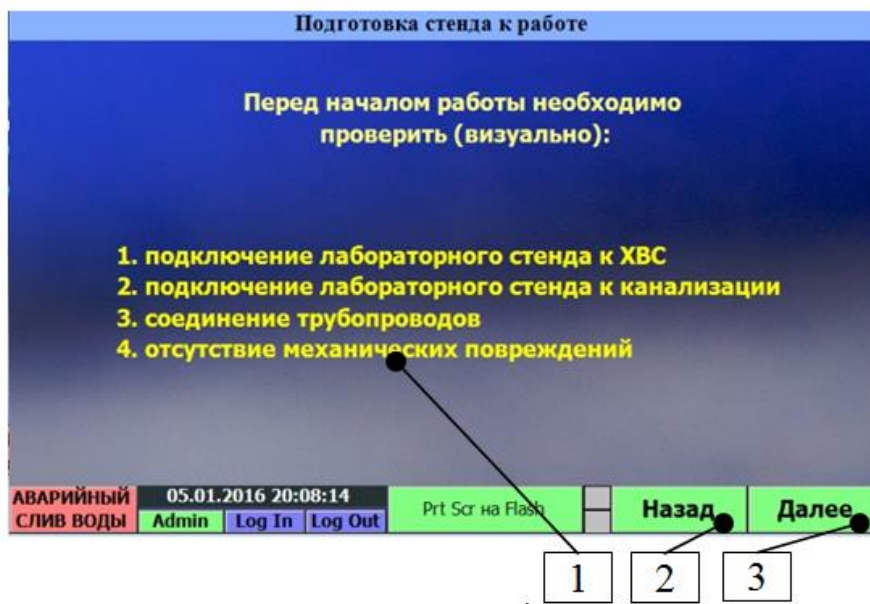 Подготовка стенда к работе
Перед началом работы необходимо
проверить (визуально):
1. подключение лабораторного стенда к ХВС
2. подключение лабораторного стенда к канализации
3. соединение трубопроводов
4. отсутствие механических повреждений
АВАРИЙНЫЙ
СЛИВ ВОДЫ
05.01.2016 20:08:14
Admin Log In Log Out
Prt Scr на Flash
Назад
Далее
1 2 3